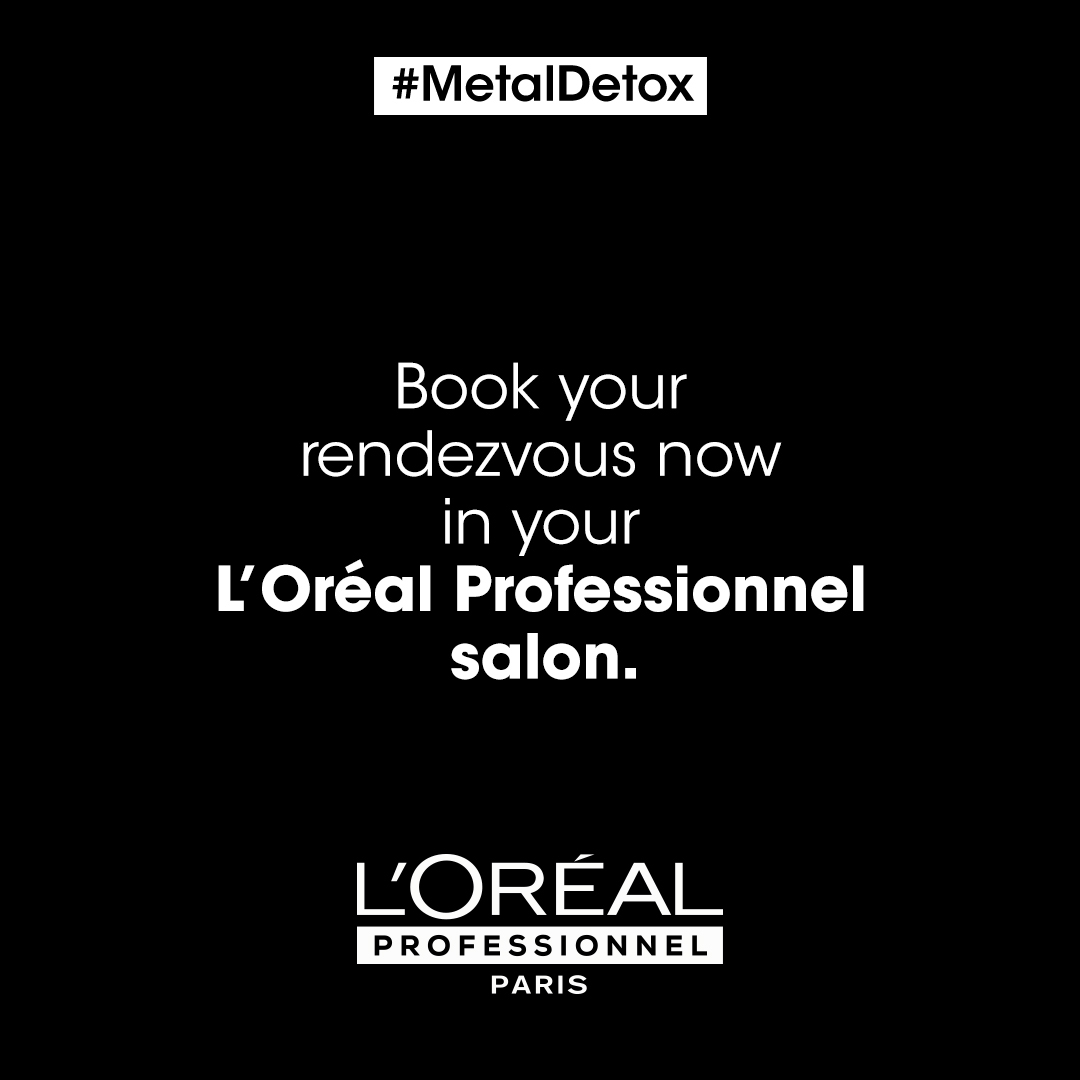 #MetalDetox
Book your
rendezvous now
in your
L’Oréal Professionnel
salon.
L’ORÉAL
PROFESSIONNEL
PARIS